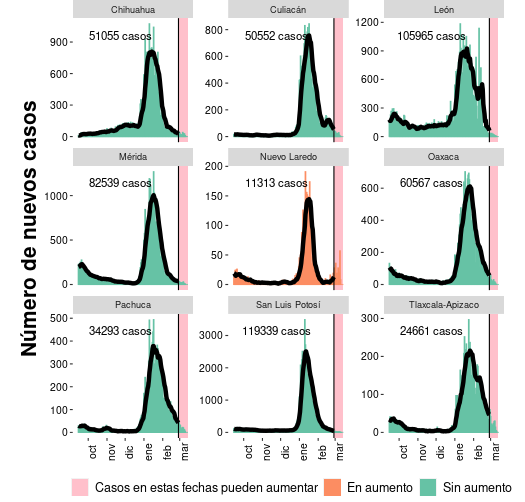 Número de nuevos casos
Chihuahua
51055 casos
900
600
300
0
Culiacán
50552 casos
800
600
400
200
0
León
105965 casos
1200
900
600
300
0
Mérida
82539 casos
1000
500
0
Nuevo Laredo
11313 casos
200
150
100
50
0
Oaxaca
60567 casos
600
400
200
0
Pachuca
34293 casos
500
400
300
200
100
0
San Luis Potosí
119339 casos
3000
2000
1000
0
Tlaxcala-Apizaco
24661 casos
300
200
100
0
oct nov dic ene feb mar
oct nov dic ene feb mar
oct nov dic ene feb mar
Casos en estas fechas pueden aumentar En aumento Sin aumento